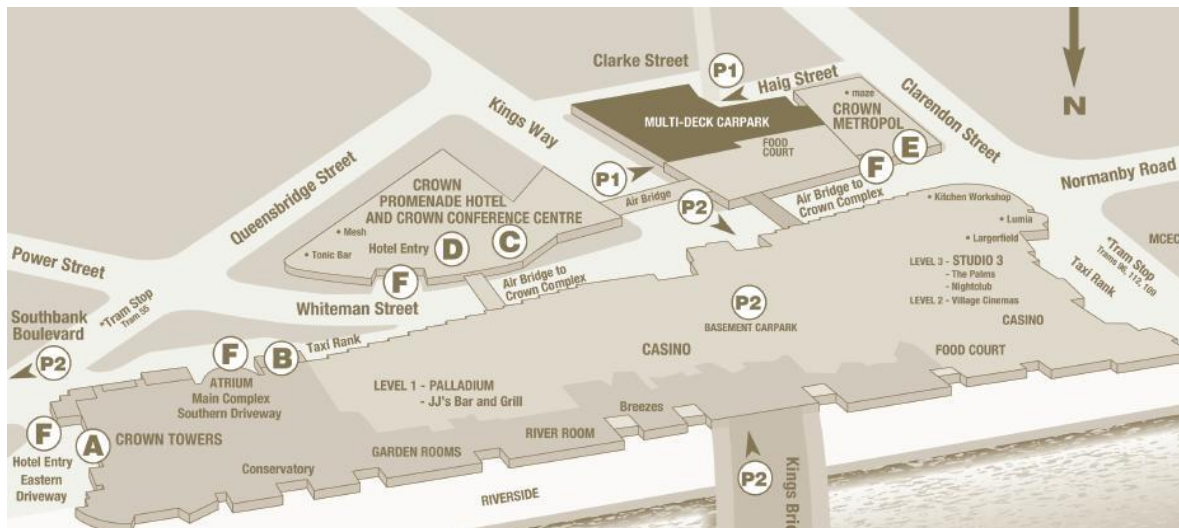 Clarke Street
P1
Haig Street
Clarendon Street
N
Kings Way
MULTI-DECK CARPARK
• maze
CROWN
METROPOL
FOOD
COURT
E
F
Normanby Road
Queensbridge Street
P1
Air Bridge
P2
Air Bridge to
Crown Complex
CROWN
PROMENADE HOTEL
AND CROWN CONFERENCE CENTRE
• Mesh
• Tonic Bar
Hotel Entry
D
C
F
Air Bridge to
Crown Complex
• Kitchen Workshop
• Lumia
• Largerfield
LEVEL 3 - STUDIO 3
- The Palms
- Nightclub
LEVEL 2 - Village Cinemas
*Tram Stop
Trams 96, 112, 109
MCEC
Taxi Rank
Power Street
*Tram Stop
Tram 55
Whiteman Street
Southbank
Boulevard
P2
Taxi Rank
F
B
P2
BASEMENT CARPARK
CASINO
CASINO
FOOD COURT
ATRIUM
Main Complex
Southern Driveway
LEVEL 1 - PALLADIUM
- JJ's Bar and Grill
Breezes
F
A
CROWN TOWERS
RIVER ROOM
GARDEN ROOMS
Hotel Entry
Eastern
Driveway
Conservatory
RIVERSIDE
P2
Kings Bri